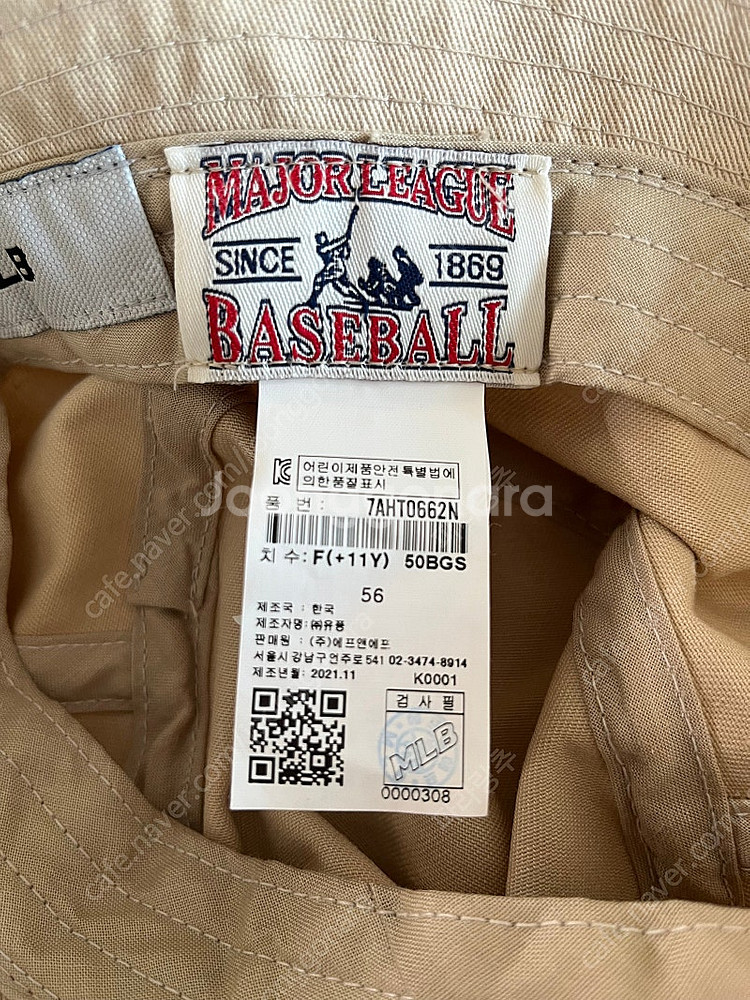 MAJOR LEAGUE
SINCE 1869
BASEBALL
LB
어린이제품안전특별법에
의한품질표시
Joonggonara
품 번 : 7AHT0662N
치 수: F(+11Y) 50BGS
56
제조국 : 한국
제조자명: ㈜유풍
판매원 : (주)에프앤에프
서울시 강남구언주로541 02-3474-8914
제조년월: 2021.11 K0001
검 사 필
MLB
0000308